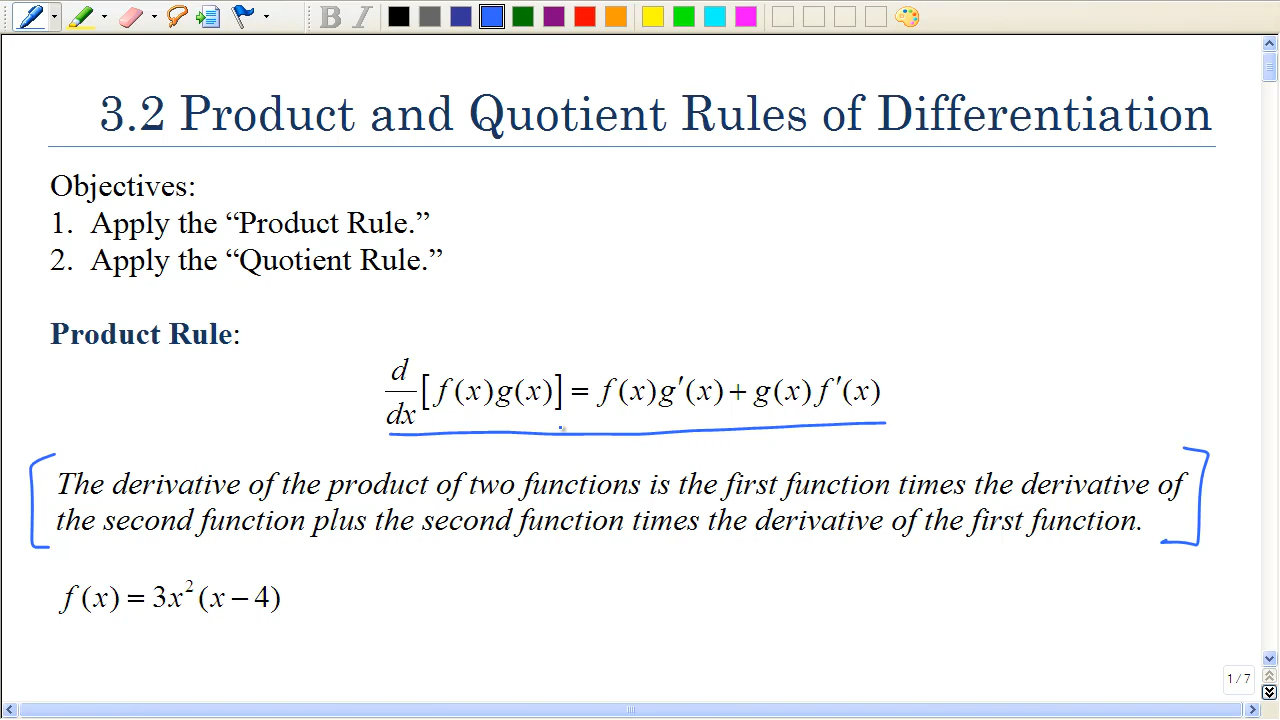 B I
3.2 Product and Quotient Rules of Differentiation
Objectives:
1. Apply the “Product Rule.”
2. Apply the “Quotient Rule.”
Product Rule:
d/dx [f(x)g(x)] = f(x)g′(x) + g(x)f′(x)
The derivative of the product of two functions is the first function times the derivative of
the second function plus the second function times the derivative of the first function.
f(x) = 3x²(x − 4)
1 / 7